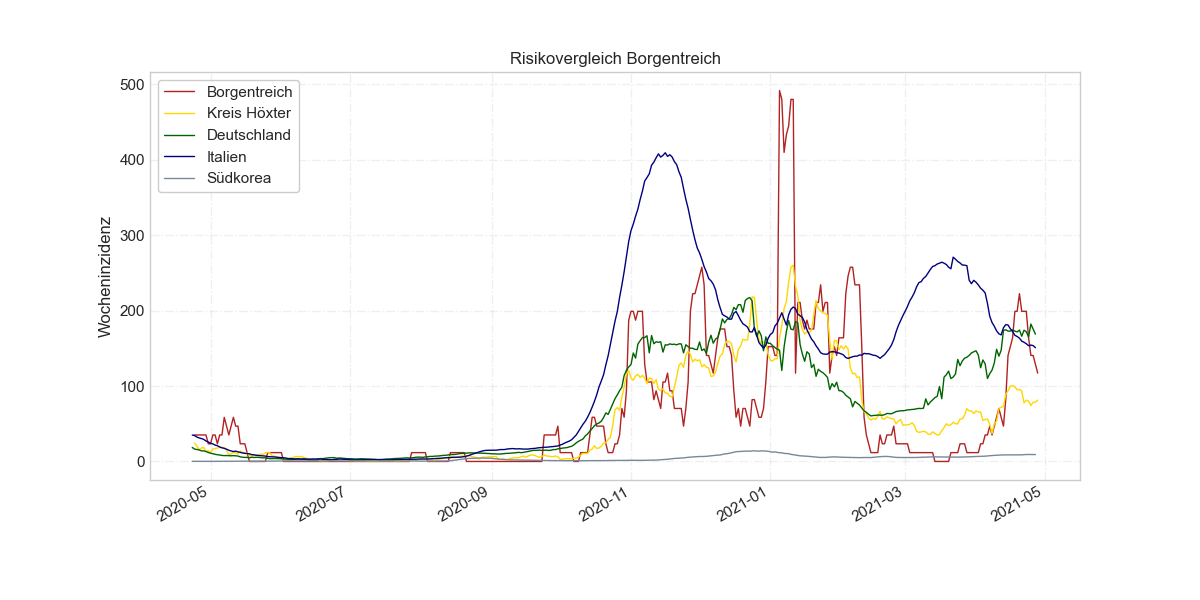 Risikovergleich Borgentreich
Wocheninzidenz
500
400
300
200
100
0
Borgentreich
Kreis Höxter
Deutschland
Italien
Südkorea
2020-05
2020-07
2020-09
2020-11
2021-01
2021-03
2021-05